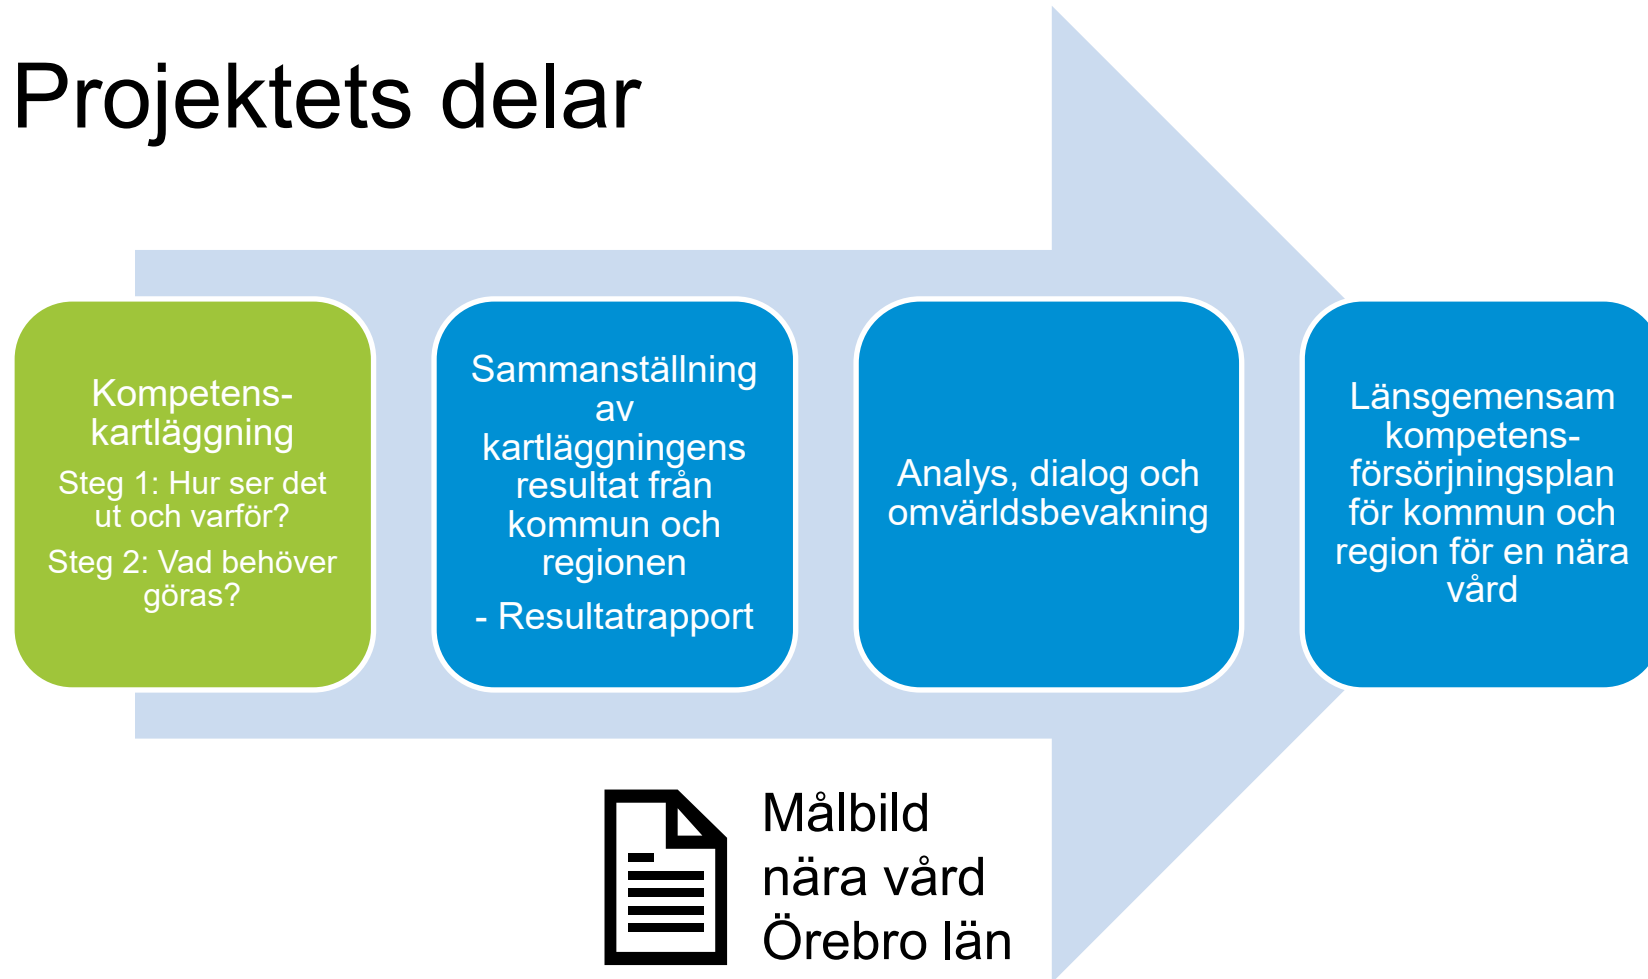 Projektets delar
Kompetens-
kartläggning
Steg 1: Hur ser det
ut och varför?
Steg 2: Vad behöver
göras?
Sammanställning
av
kartläggningens
resultat från
kommun och
regionen
- Resultatrapport
Analys, dialog och
omvärldsbevakning
Länsgemensam
kompetens-
försörjningsplan
för kommun och
region för en nära
vård
Målbild
nära vård
Örebro län